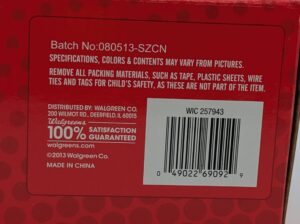 Batch No:080513-SZCN
SPECIFICATIONS, COLORS & CONTENTS MAY VARY FROM PICTURES.
REMOVE ALL PACKING MATERIALS, SUCH AS TAPE, PLASTIC SHEETS, WIRE
TIES AND TAGS FOR CHILD'S SAFETY, AS THESE ARE NOT PART OF THE ITEM.
DISTRIBUTED BY: WALGREEN CO.
200 WILMOT RD., DEERFIELD, IL 60015
Walgreens
100% SATISFACTION
GUARANTEED
walgreens.com
©2013 Walgreen Co.
MADE IN CHINA
WIC 257943
0 49022 69092 9